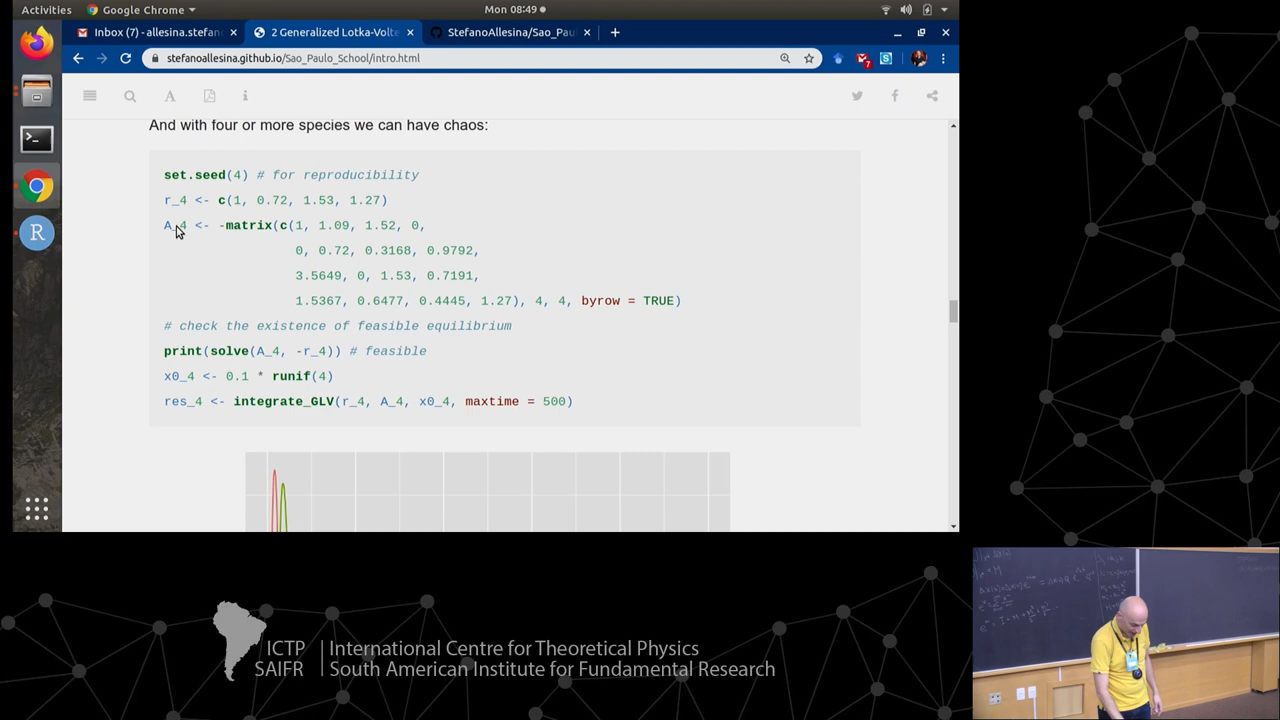 Activities
Google Chrome
Mon 08:49
Inbox (7) - allesina.stefan
2 Generalized Lotka-Volte
StefanoAllesina/Sao_Pau
stefanoallesina.github.io/Sao_Paulo_School/intro.html
And with four or more species we can have chaos:
set.seed(4) # for reproducibility
r_4 <- c(1, 0.72, 1.53, 1.27)
A_4 <- -matrix(c(1, 1.09, 1.52, 0,
0, 0.72, 0.3168, 0.9792,
3.5649, 0, 1.53, 0.7191,
1.5367, 0.6477, 0.4445, 1.27), 4, 4, byrow = TRUE)
# check the existence of feasible equilibrium
print(solve(A_4, -r_4)) # feasible
x0_4 <- 0.1 * runif(4)
res_4 <- integrate_GLV(r_4, A_4, x0_4, maxtime = 500)
ICTP | International Centre for Theoretical Physics
SAIFR | South American Institute for Fundamental Research